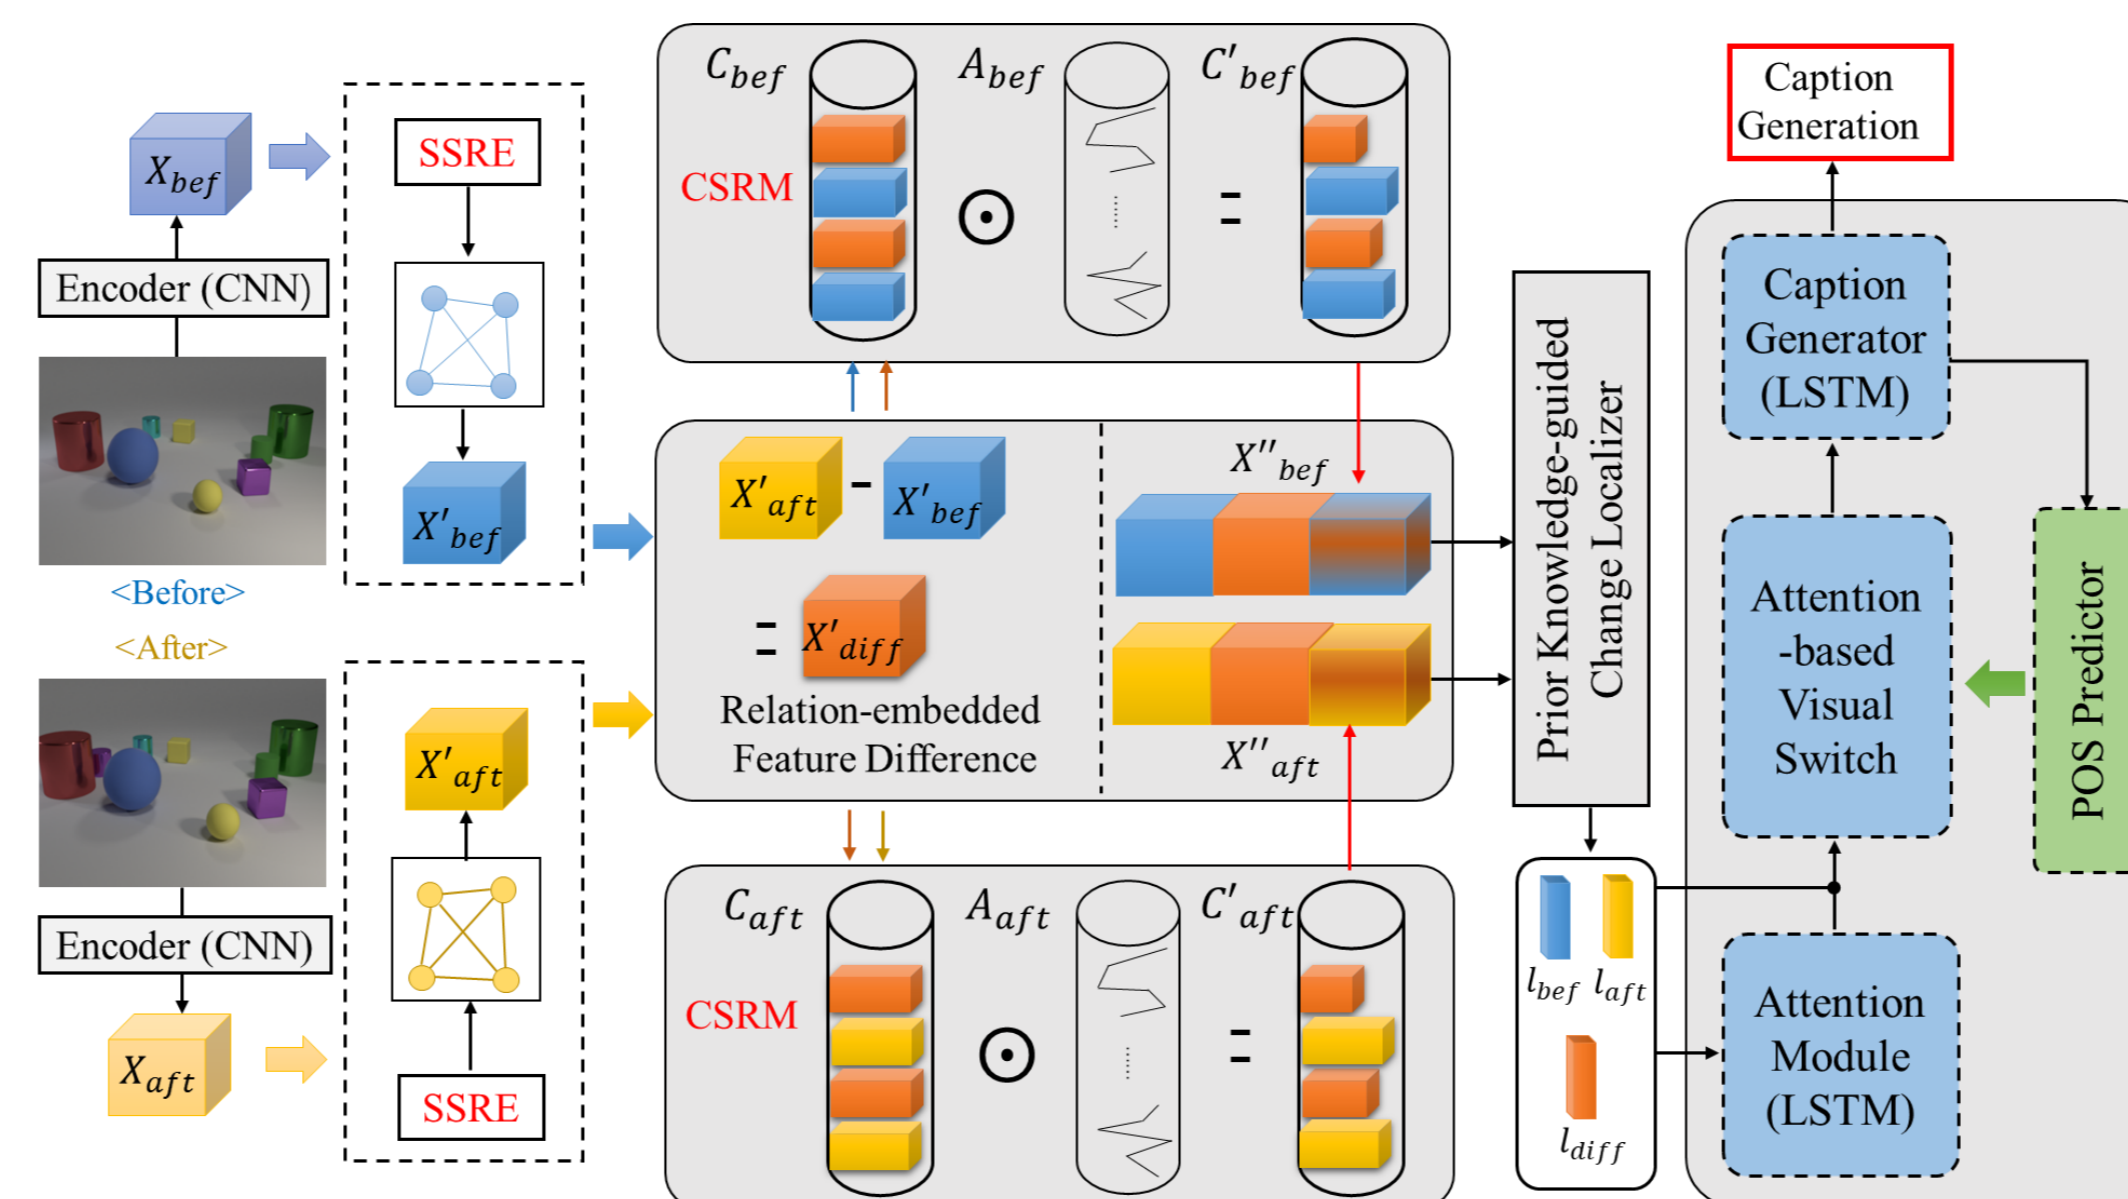 X_bef
Encoder (CNN)
<Before>
<After>
Encoder (CNN)
X_aft
SSRE
X′_bef
X′_aft
SSRE
C_bef
A_bef
C′_bef
CSRM
⊙
=
X′_aft - X′_bef
= X′_diff
Relation-embedded
Feature Difference
X′′_bef
X′′_aft
C_aft
A_aft
C′_aft
CSRM
⊙
=
Prior Knowledge-guided
Change Localizer
l_bef l_aft
l_diff
Caption
Generation
Caption
Generator
(LSTM)
Attention
-based
Visual
Switch
Attention
Module
(LSTM)
POS Predictor